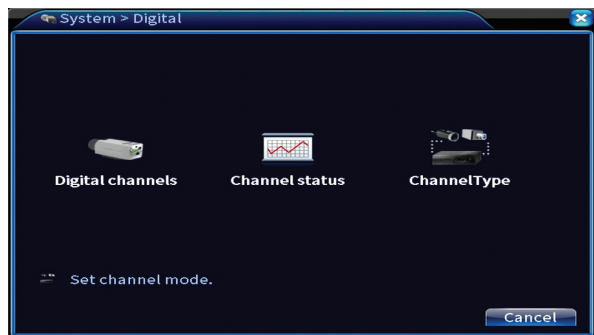 System > Digital
Digital channels Channel status ChannelType
Set channel mode.
Cancel